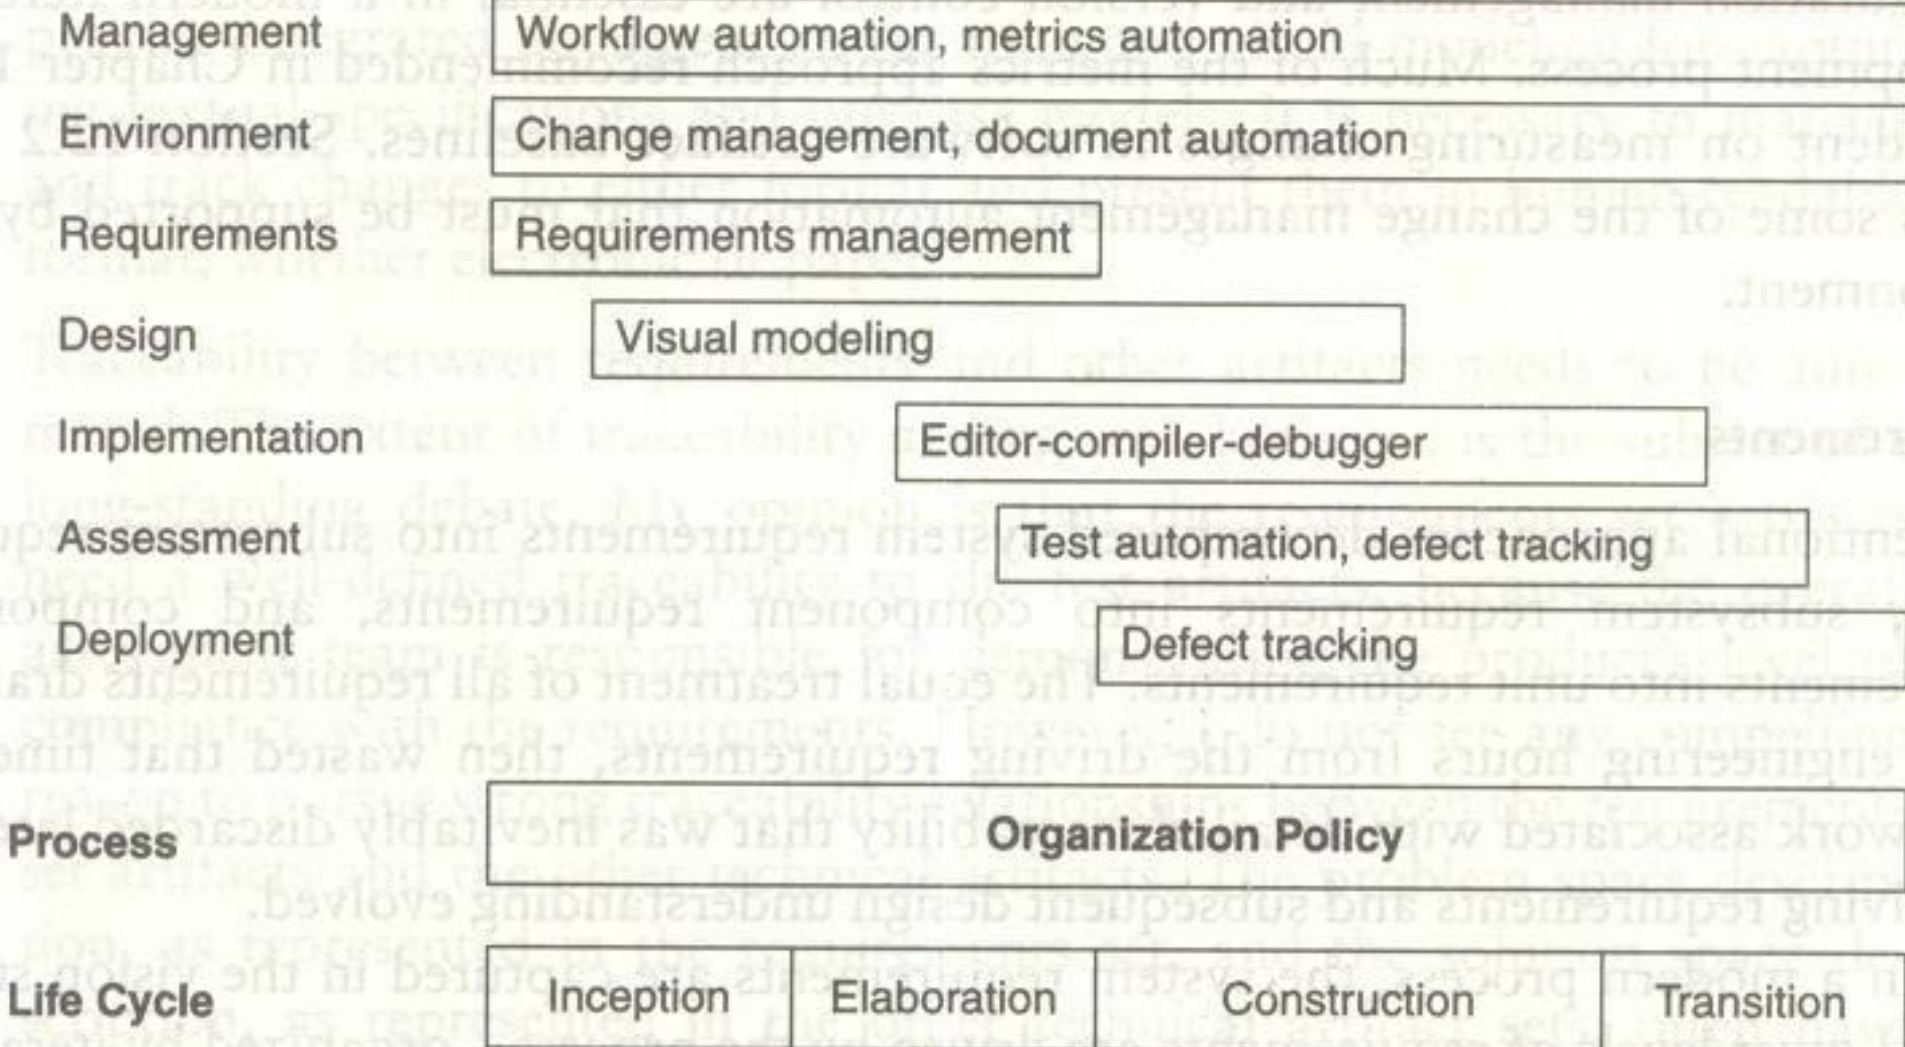 Management Workflow automation, metrics automation
Environment Change management, document automation
Requirements Requirements management
Design Visual modeling
Implementation Editor-compiler-debugger
Assessment Test automation, defect tracking
Deployment Defect tracking
Process Organization Policy
Life Cycle Inception Elaboration Construction Transition